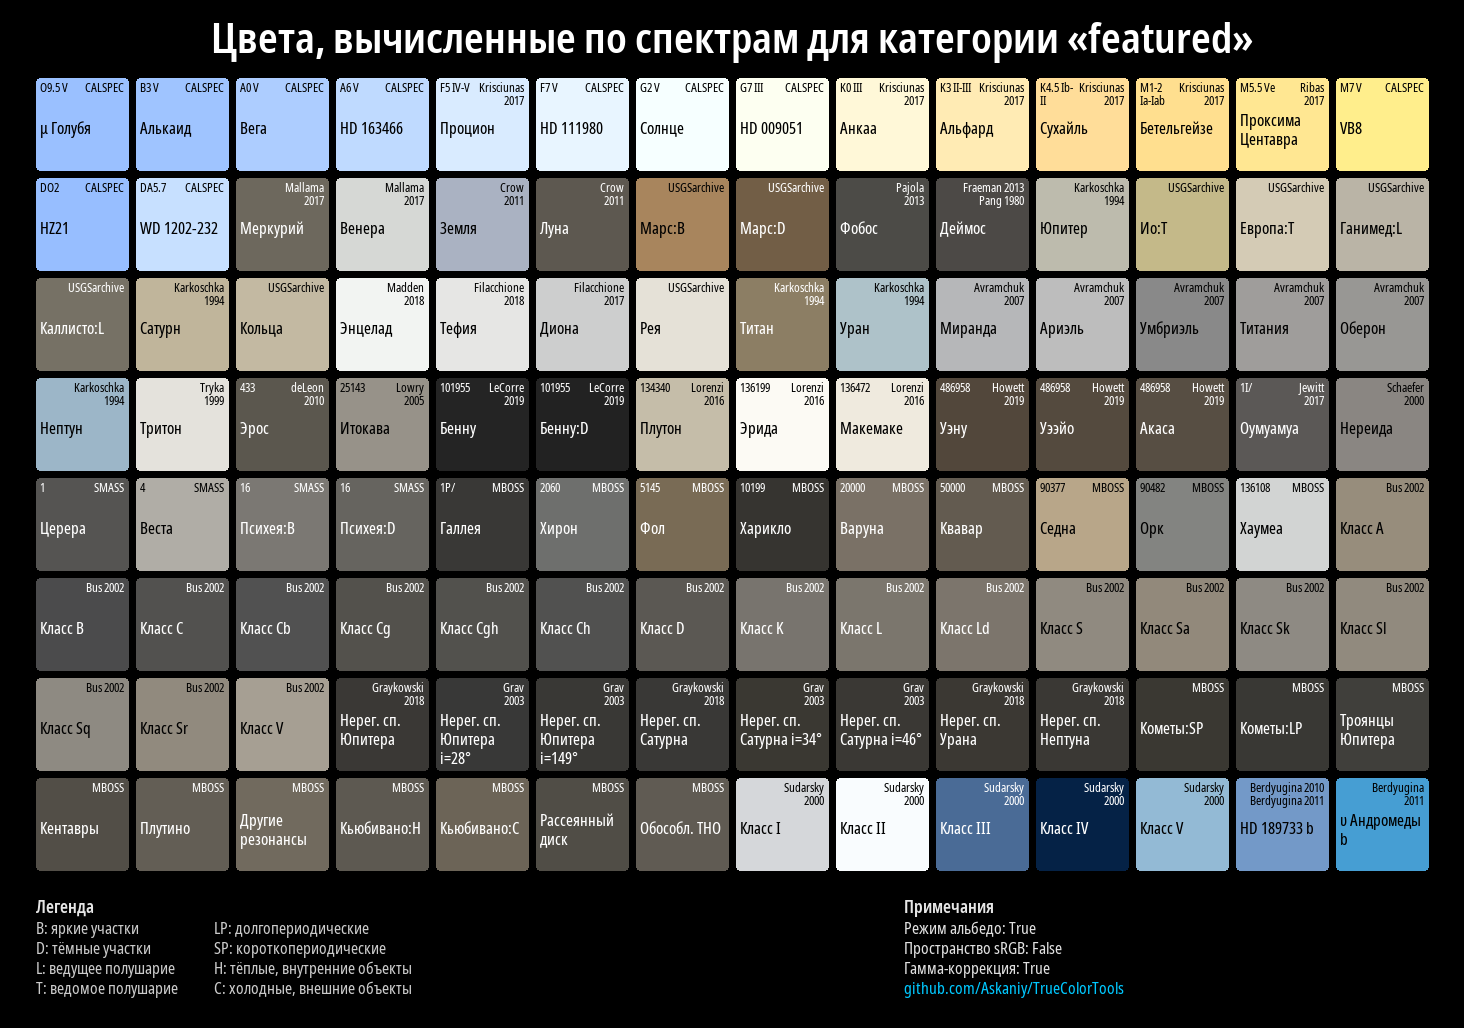 Цвета, вычисленные по спектрам для категории «featured»
O9.5 V CALSPEC
μ Голубя
B3 V CALSPEC
Алькаид
A0 V CALSPEC
Вега
A6 V CALSPEC
HD 163466
F5 IV-V Krisciunas
2017
Процион
F7 V CALSPEC
HD 111980
G2 V CALSPEC
Солнце
G7 III CALSPEC
HD 009051
K0 III Krisciunas
2017
Анкаа
K3 II-III Krisciunas
2017
Альфард
K4.5 Ib- Krisciunas
II 2017
Сухайль
M1-2 Krisciunas
Ia-Iab 2017
Бетельгейзе
M5.5 Ve Ribas
2017
Проксима
Центавра
M7 V CALSPEC
VB8
DO2 CALSPEC
HZ21
DA5.7 CALSPEC
WD 1202-232
Mallama
2017
Меркурий
Mallama
2017
Венера
Crow
2011
Земля
Crow
2011
Луна
USGSarchive
Марс:B
USGSarchive
Марс:D
Pajola
2013
Фобос
Fraeman 2013
Pang 1980
Деймос
Karkoschka
1994
Юпитер
USGSarchive
Ио:T
USGSarchive
Европа:T
USGSarchive
Ганимед:L
USGSarchive
Каллисто:L
Karkoschka
1994
Сатурн
USGSarchive
Кольца
Madden
2018
Энцелад
Filacchione
2018
Тефия
Filacchione
2017
Диона
USGSarchive
Рея
Karkoschka
1994
Титан
Karkoschka
1994
Уран
Avramchuk
2007
Миранда
Avramchuk
2007
Ариэль
Avramchuk
2007
Умбриэль
Avramchuk
2007
Титания
Avramchuk
2007
Оберон
Karkoschka
1994
Нептун
Tryka
1999
Тритон
433 deLeon
2010
Эрос
25143 Lowry
2005
Итокава
101955 LeCorre
2019
Бенну
101955 LeCorre
2019
Бенну:D
134340 Lorenzi
2016
Плутон
136199 Lorenzi
2016
Эрида
136472 Lorenzi
2016
Макемаке
486958 Howett
2019
Уэну
486958 Howett
2019
Уээйо
486958 Howett
2019
Акаса
1I/ Jewitt
2017
Оумуамуа
Schaefer
2000
Нереида
1 SMASS
Церера
4 SMASS
Веста
16 SMASS
Психея:B
16 SMASS
Психея:D
1P/ MBOSS
Галлея
2060 MBOSS
Хирон
5145 MBOSS
Фол
10199 MBOSS
Харикло
20000 MBOSS
Варуна
50000 MBOSS
Квавар
90377 MBOSS
Седна
90482 MBOSS
Орк
136108 MBOSS
Хаумеа
Bus 2002
Класс A
Bus 2002
Класс B
Bus 2002
Класс C
Bus 2002
Класс Cb
Bus 2002
Класс Cg
Bus 2002
Класс Cgh
Bus 2002
Класс Ch
Bus 2002
Класс D
Bus 2002
Класс K
Bus 2002
Класс L
Bus 2002
Класс Ld
Bus 2002
Класс S
Bus 2002
Класс Sa
Bus 2002
Класс Sk
Bus 2002
Класс Sl
Bus 2002
Класс Sq
Bus 2002
Класс Sr
Bus 2002
Класс V
Graykowski
2018
Нерег. сп.
Юпитера
Grav
2003
Нерег. сп.
Юпитера
i=28°
Grav
2003
Нерег. сп.
Юпитера
i=149°
Graykowski
2018
Нерег. сп.
Сатурна
Grav
2003
Нерег. сп.
Сатурна i=34°
Grav
2003
Нерег. сп.
Сатурна i=46°
Graykowski
2018
Нерег. сп.
Урана
Graykowski
2018
Нерег. сп.
Нептуна
MBOSS
Кометы:SP
MBOSS
Кометы:LP
MBOSS
Троянцы
Юпитера
MBOSS
Кентавры
MBOSS
Плутино
MBOSS
Другие
резонансы
MBOSS
Кьюбивано:H
MBOSS
Кьюбивано:C
MBOSS
Рассеянный
диск
MBOSS
Обособл. ТНО
Sudarsky
2000
Класс I
Sudarsky
2000
Класс II
Sudarsky
2000
Класс III
Sudarsky
2000
Класс IV
Sudarsky
2000
Класс V
Berdyugina 2010
Berdyugina 2011
HD 189733 b
Berdyugina
2011
υ Андромеды
b
Легенда
B: яркие участки
D: тёмные участки
L: ведущее полушарие
T: ведомое полушарие
LP: долгопериодические
SP: короткопериодические
H: тёплые, внутренние объекты
C: холодные, внешние объекты
Примечания
Режим альбедо: True
Пространство sRGB: False
Гамма-коррекция: True
github.com/Askaniy/TrueColorTools